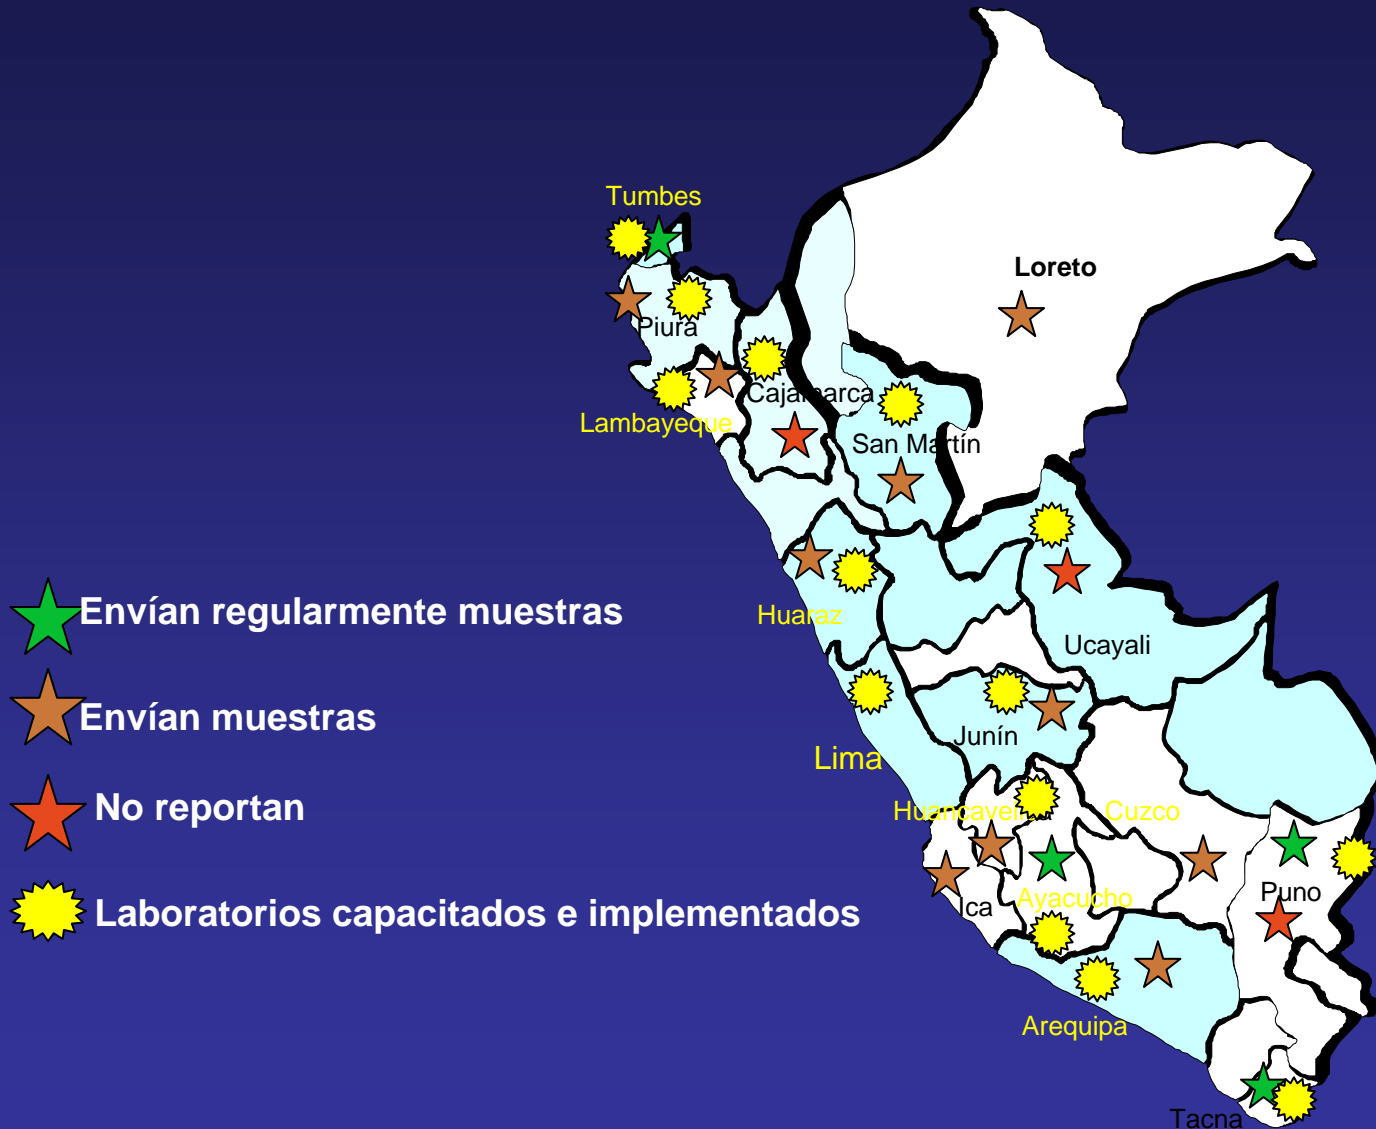 Tumbes
Loreto
Piura
Cajamarca
Lambayeque
San Martín
Envían regularmente muestras
Huaraz
Ucayali
Envían muestras
Junín
Lima
No reportan
Cuzco
Puno
Ayacucho
Ica
Laboratorios capacitados e implementados
Arequipa
Tacna